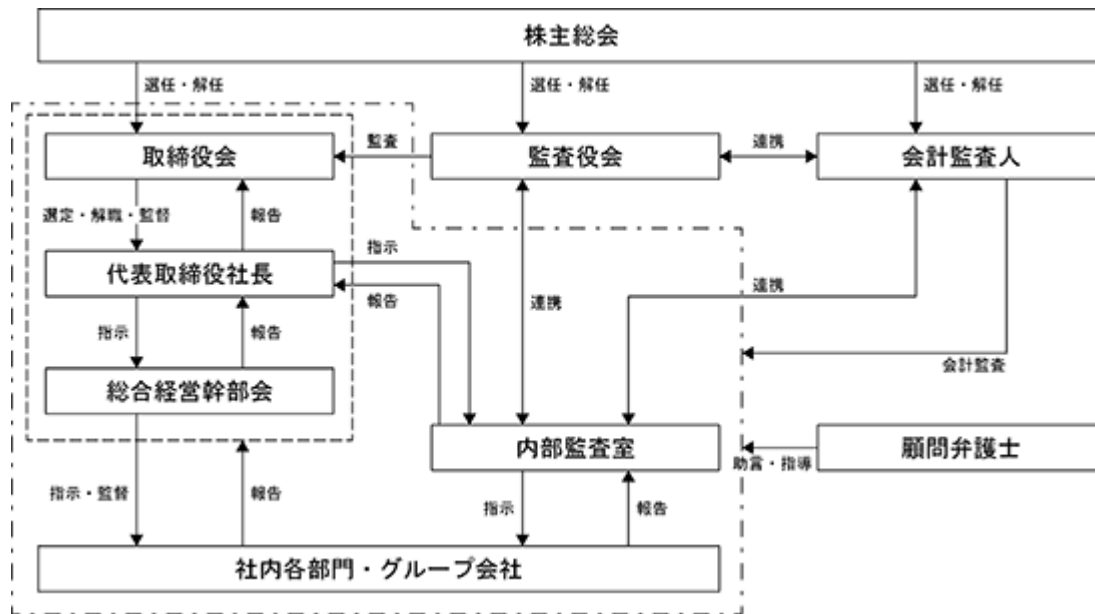 株主総会
選任・解任
選任・解任
選任・解任
取締役会
監査
監査役会
連携
会計監査人
選定・解職・監督
報告
代表取締役社長
指示
報告
連携
連携
指示
報告
会計監査
総合経営幹部会
内部監査室
助言・指導
顧問弁護士
指示・監督
報告
指示
報告
社内各部門・グループ会社